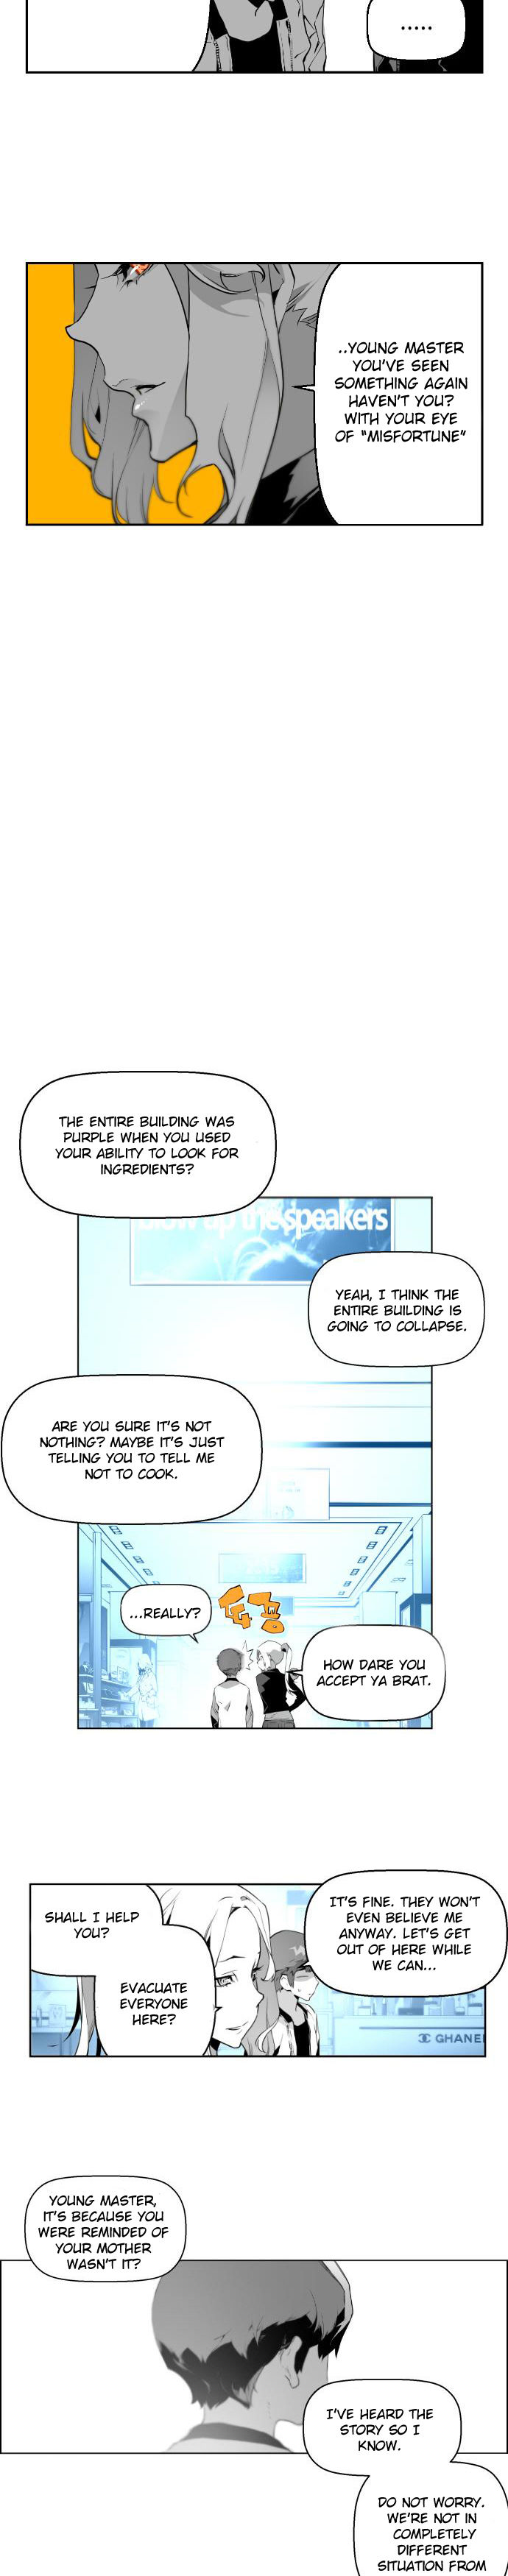 .....
..YOUNG MASTER
YOU'VE SEEN
SOMETHING AGAIN
HAVEN'T YOU?
WITH YOUR EYE
OF "MISFORTUNE"
THE ENTIRE BUILDING WAS
PURPLE WHEN YOU USED
YOUR ABILITY TO LOOK FOR
INGREDIENTS?
blow up the speakers
YEAH, I THINK THE
ENTIRE BUILDING IS
GOING TO COLLAPSE.
ARE YOU SURE IT'S NOT
NOTHING? MAYBE IT'S JUST
TELLING YOU TO TELL ME
NOT TO COOK.
...REALLY?
HOW DARE YOU
ACCEPT YA BRAT.
SHALL I HELP
YOU?
EVACUATE
EVERYONE
HERE?
IT'S FINE. THEY WON'T
EVEN BELIEVE ME
ANYWAY. LET'S GET
OUT OF HERE WHILE
WE CAN...
GHANE
YOUNG MASTER,
IT'S BECAUSE YOU
WERE REMINDED OF
YOUR MOTHER
WASN'T IT?
I'VE HEARD THE
STORY SO I
KNOW.
DO NOT WORRY.
WE'RE NOT IN
COMPLETELY
DIFFERENT
SITUATION FROM